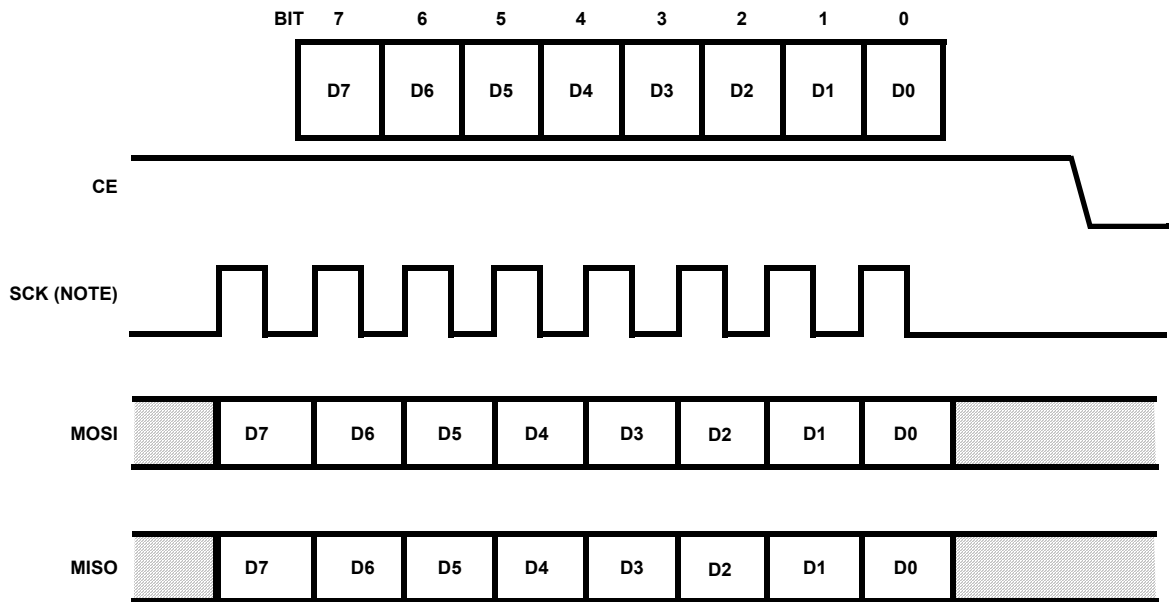 BIT 7 6 5 4 3 2 1 0
D7 D6 D5 D4 D3 D2 D1 D0
CE
SCK (NOTE)
MOSI D7 D6 D5 D4 D3 D2 D1 D0
MISO D7 D6 D5 D4 D3 D2 D1 D0